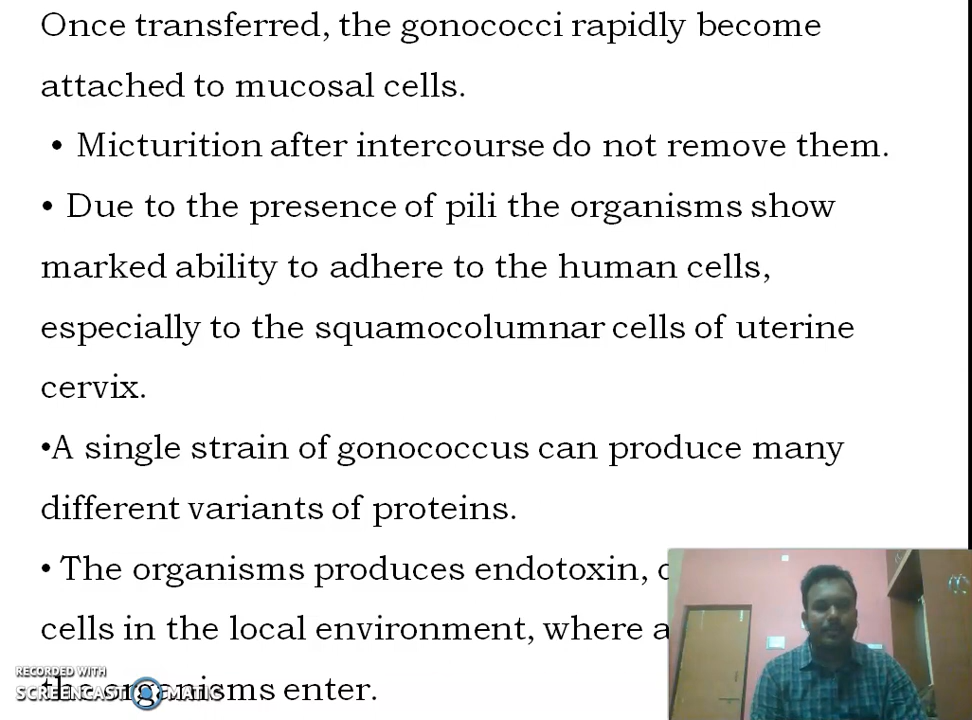 Once transferred, the gonococci rapidly become
attached to mucosal cells.
• Micturition after intercourse do not remove them.
• Due to the presence of pili the organisms show
marked ability to adhere to the human cells,
especially to the squamocolumnar cells of uterine
cervix.
•A single strain of gonococcus can produce many
different variants of proteins.
• The organisms produces endotoxin,
cells in the local environment, where
the organisms enter.
RECORDED WITH
SCREENCAST MATIC